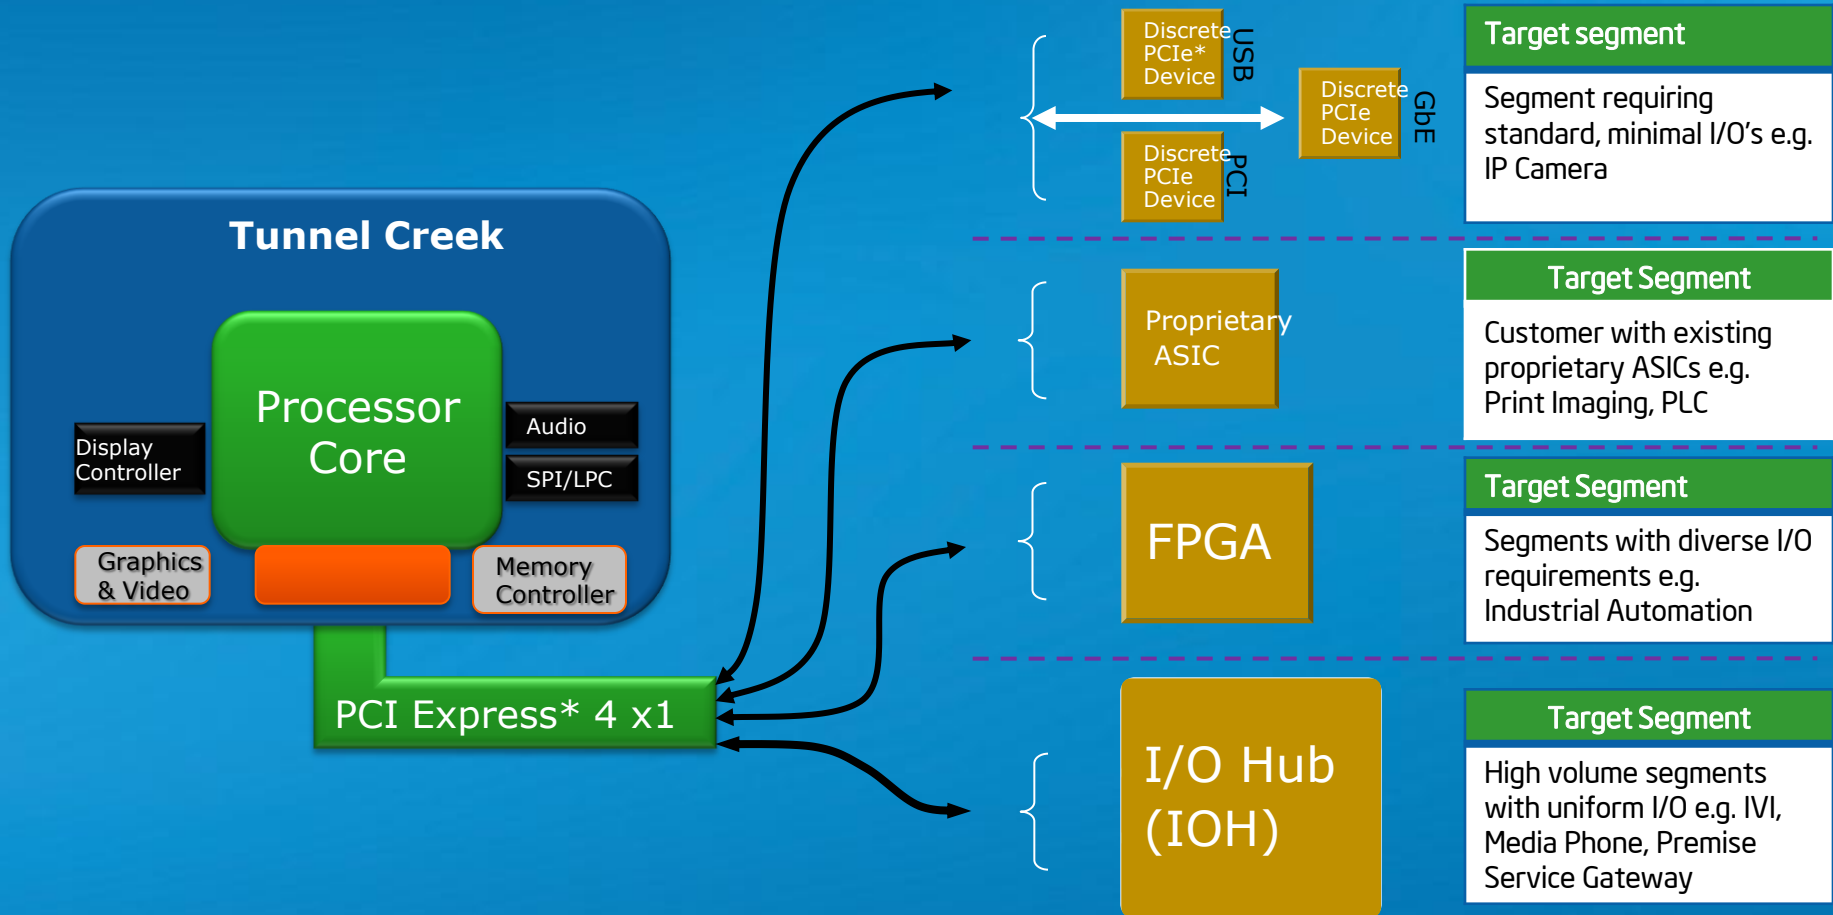 Tunnel Creek
Processor
Core
Display
Controller
Audio
SPI/LPC
Graphics
& Video
Memory
Controller
PCI Express* 4 x1
Discrete
PCIe*
Device
USB
Discrete
PCIe
Device
GbE
Discrete
PCIe
Device
PCI
Target segment
Segment requiring
standard, minimal I/O's e.g.
IP Camera
Proprietary
ASIC
Target Segment
Customer with existing
proprietary ASICs e.g.
Print Imaging, PLC
FPGA
Target Segment
Segments with diverse I/O
requirements e.g.
Industrial Automation
I/O Hub
(IOH)
Target Segment
High volume segments
with uniform I/O e.g. IVI,
Media Phone, Premise
Service Gateway